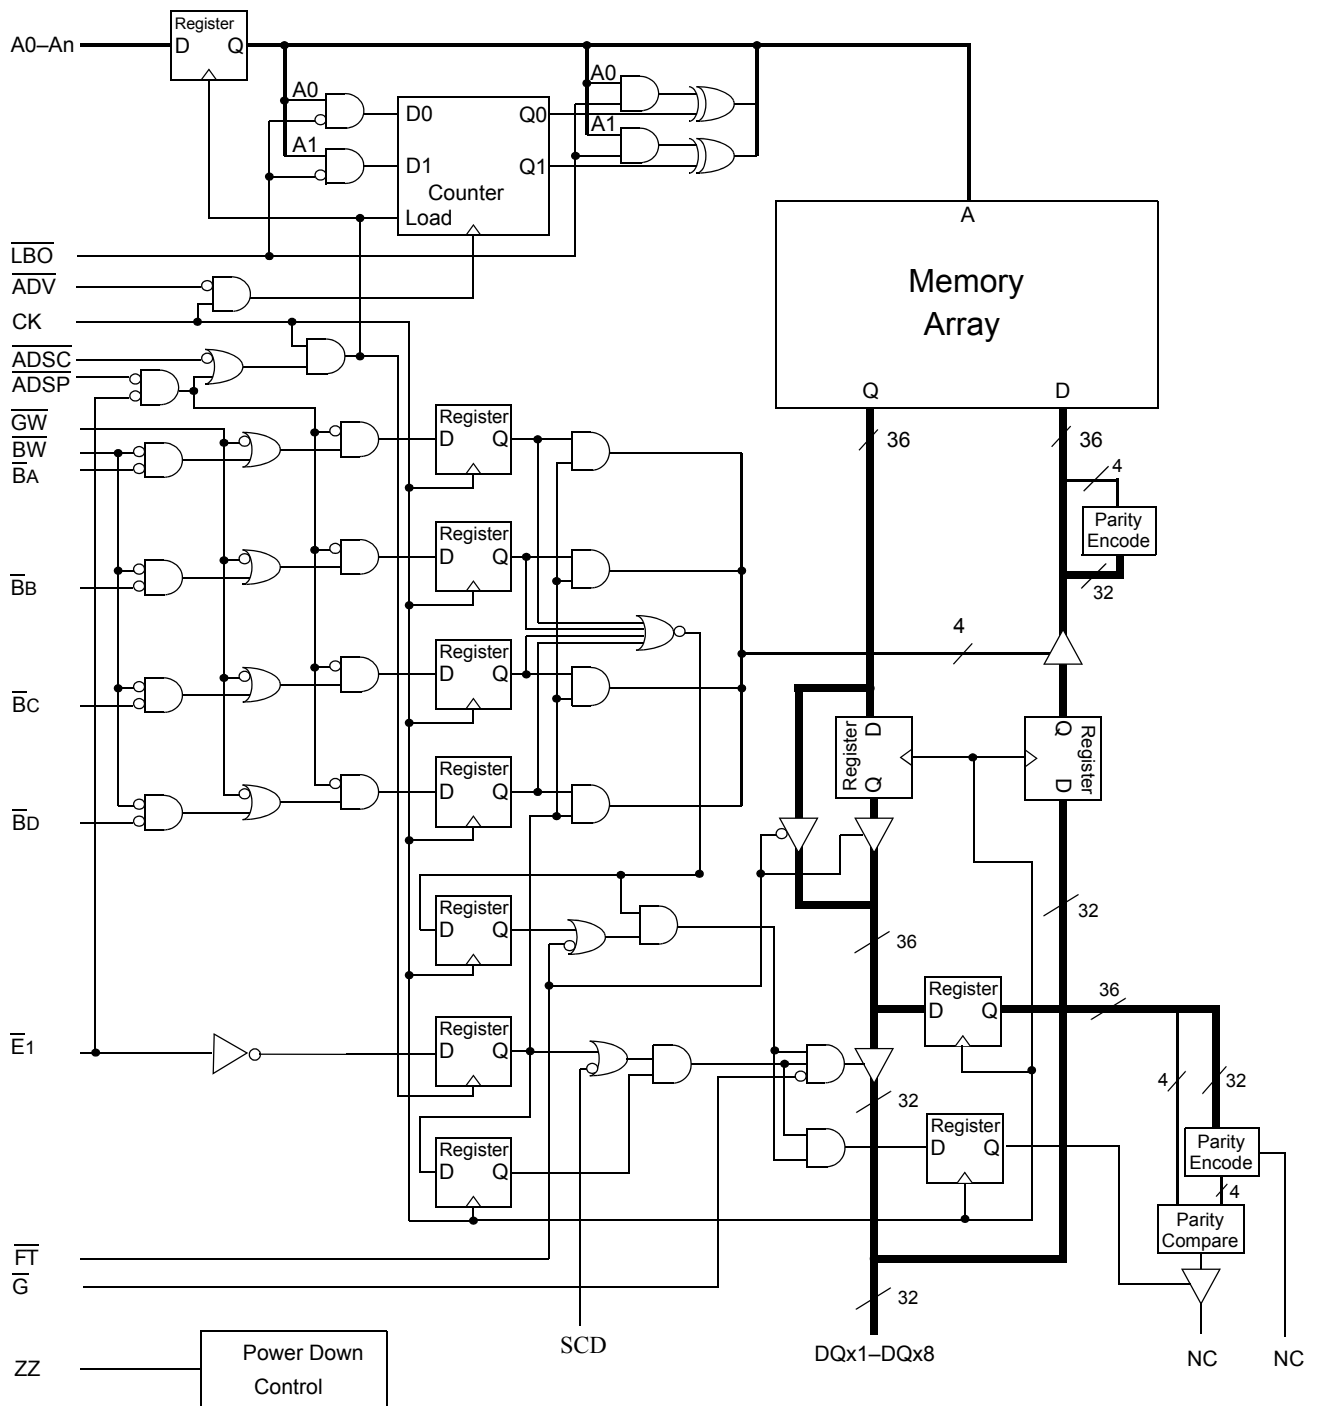 Register
A0–An D Q
A0 A0
D0 Q0
A1 A1
D1 Q1
Counter
Load A
LBO
ADV Memory
CK Array
ADSC
ADSP
Q D
GW Register
BW D Q 36 36
BA 4
Parity
Encode
Register
D Q
BB 32
4
Register
D Q
BC
D Q
Register Register
Q D
Register
D Q
BD
Register 32
D Q
36
Register 36
D Q
Register
E1 D Q
4 32
32
Register Parity
D Q Encode
Register
D Q 4
Parity
Compare
FT
G
32
SCD DQx1–DQx8 NC NC
ZZ Power Down
Control